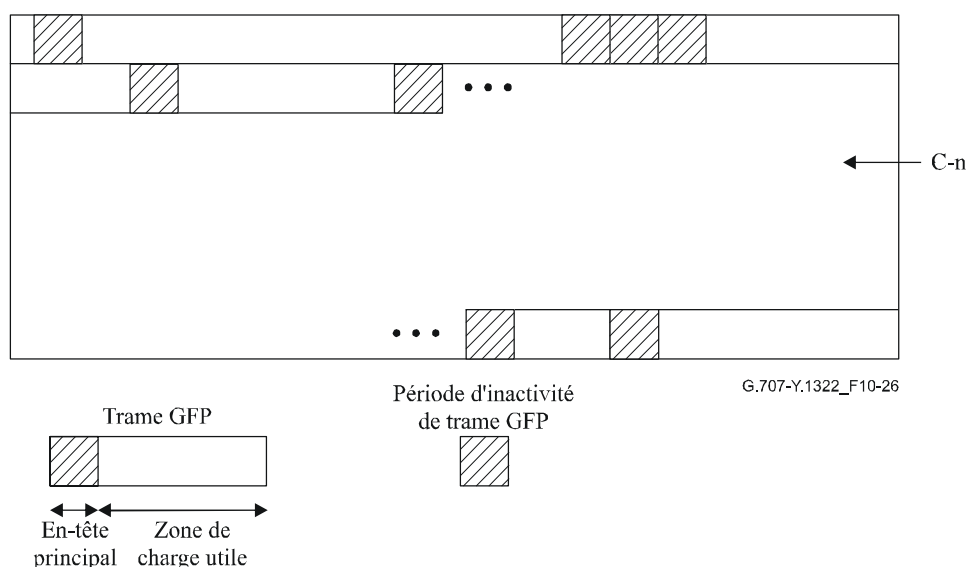 C-n
G.707-Y.1322_F10-26
Trame GFP
Période d'inactivité
de trame GFP
En-tête
principal
Zone de
charge utile